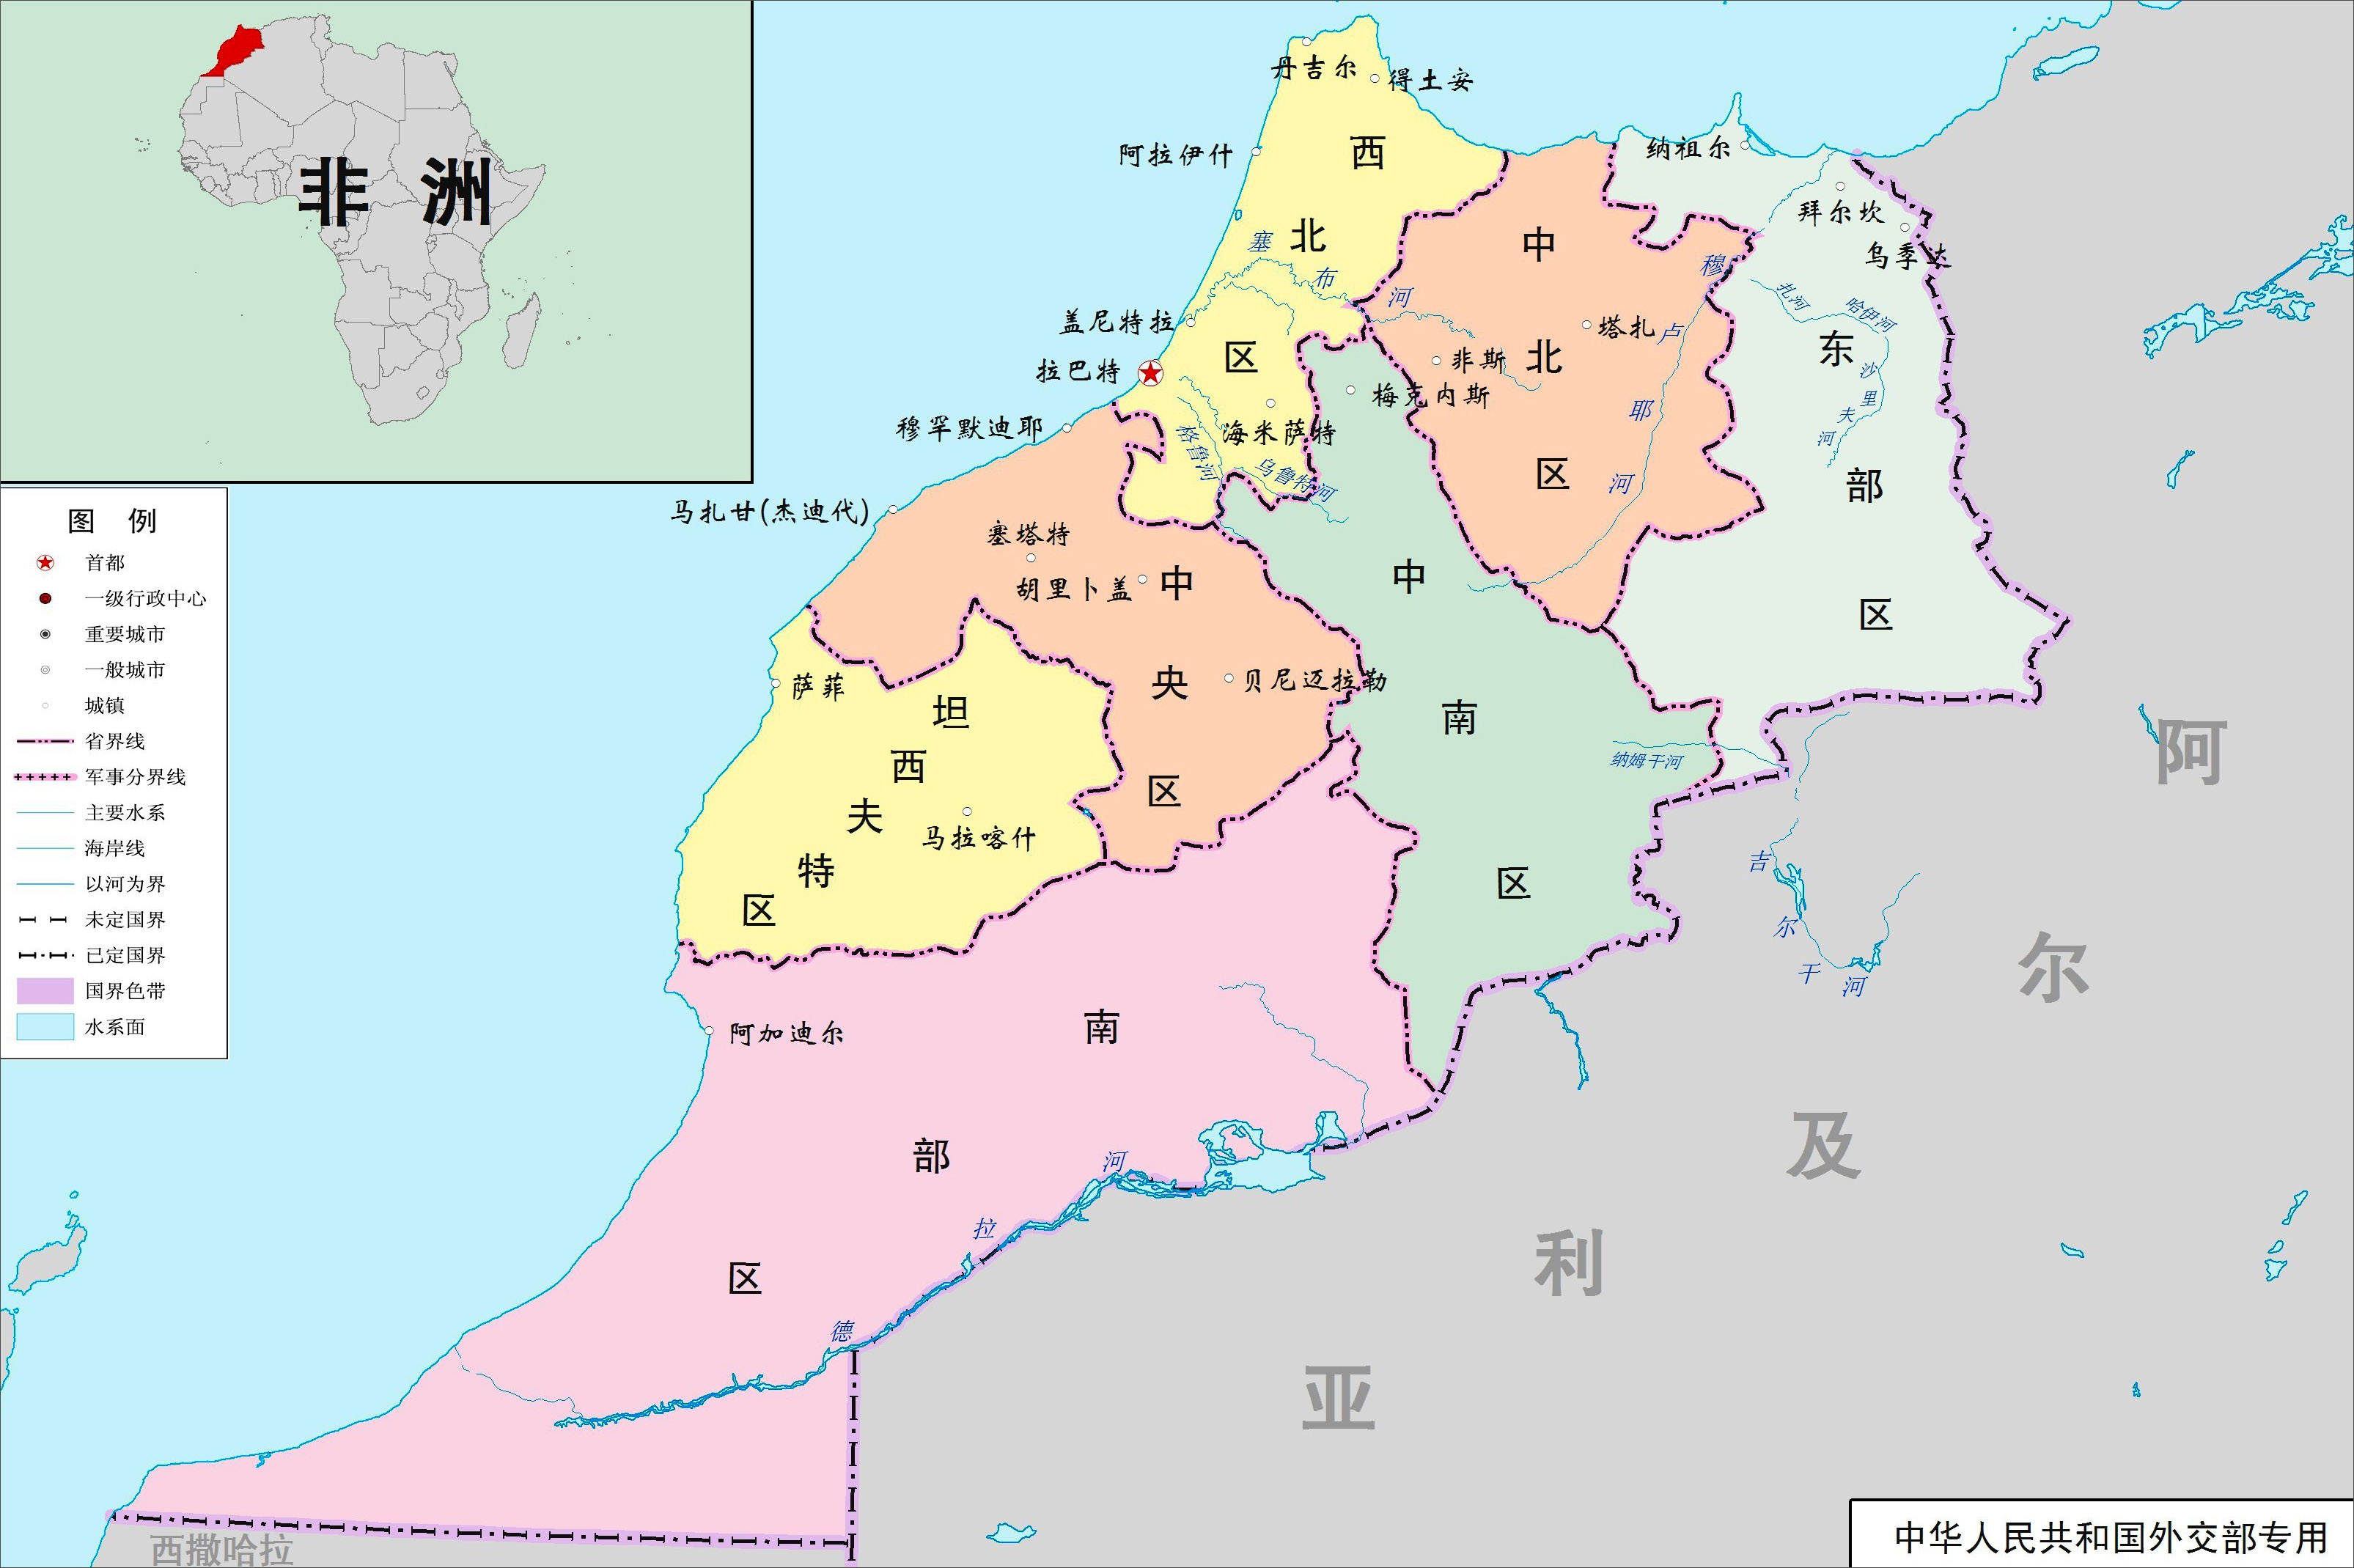 非洲
图 例
首都
一级行政中心
重要城市
一般城市
城镇
省界线
军事分界线
主要水系
海岸线
以河为界
未定国界
已定国界
国界色带
水系面
丹吉尔
得土安
阿拉伊什
纳祖尔
拜尔坎
乌季达
盖尼特拉
拉巴特
穆罕默迪耶
马扎甘(杰迪代)
海米萨特
非斯
塔扎
梅克内斯
塞塔特
胡里卜盖
贝尼迈拉勒
萨菲
马拉喀什
阿加迪尔
西北区
中北区
东部区
中央区
中南区
坦西夫特区
南部区
塞布河
穆卢耶河
扎河
哈伊河
沙里夫河
格鲁河
乌鲁特河
纳姆干河
吉尔干河
德拉河
阿尔及利亚
西撒哈拉
中华人民共和国外交部专用